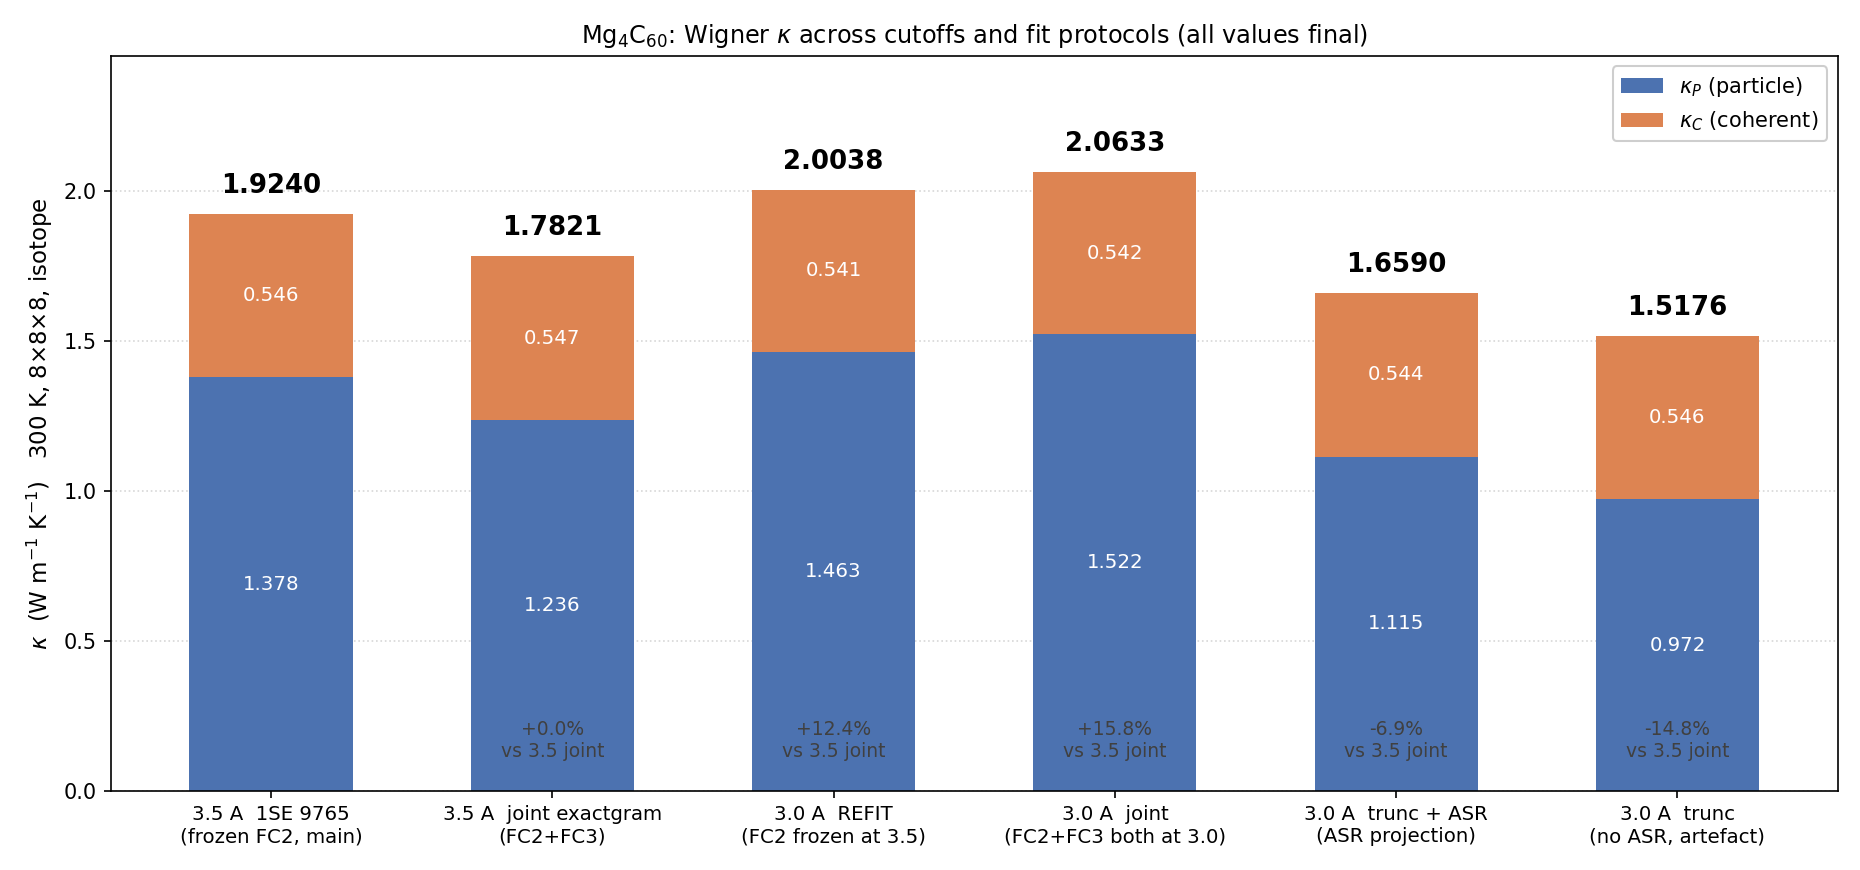 Mg₄C₆₀: Wigner κ across cutoffs and fit protocols (all values final)
κ (W m⁻¹ K⁻¹) 300 K, 8×8×8, isotope
2.0
1.5
1.0
0.5
0.0
κ_P (particle)
κ_C (coherent)
1.9240
0.546
1.378
1.7821
0.547
1.236
+0.0%
vs 3.5 joint
2.0038
0.541
1.463
+12.4%
vs 3.5 joint
2.0633
0.542
1.522
+15.8%
vs 3.5 joint
1.6590
0.544
1.115
-6.9%
vs 3.5 joint
1.5176
0.546
0.972
-14.8%
vs 3.5 joint
3.5 A 1SE 9765
(frozen FC2, main)
3.5 A joint exactgram
(FC2+FC3)
3.0 A REFIT
(FC2 frozen at 3.5)
3.0 A joint
(FC2+FC3 both at 3.0)
3.0 A trunc + ASR
(ASR projection)
3.0 A trunc
(no ASR, artefact)